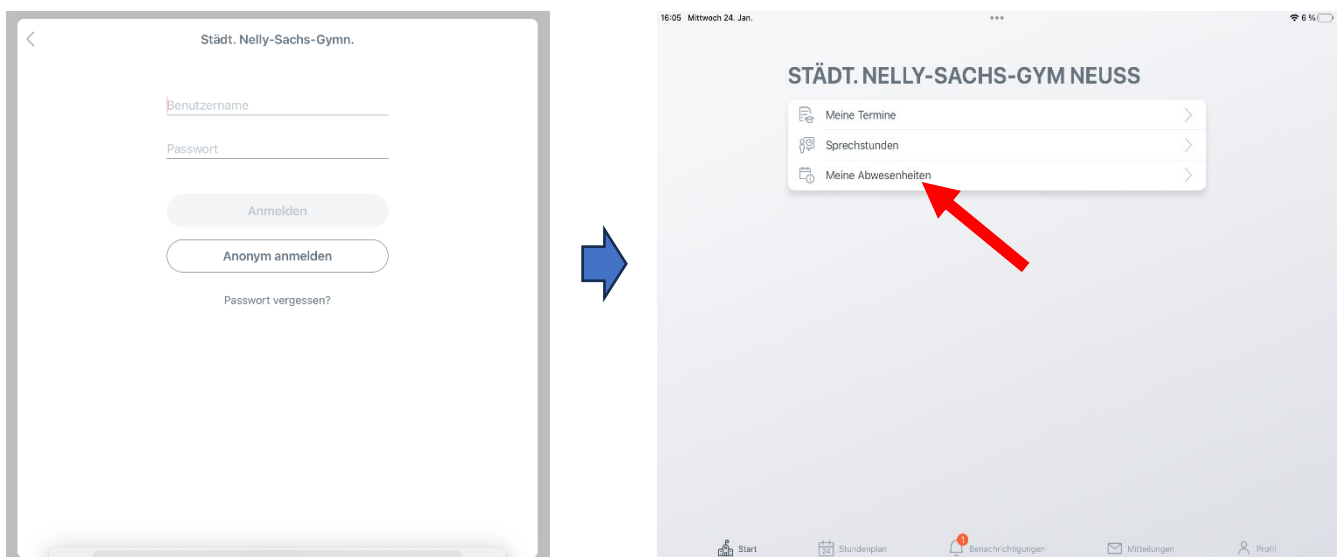 Städt. Nelly-Sachs-Gymn.
Benutzername
Passwort
Anmelden
Anonym anmelden
Passwort vergessen?
16:05 Mittwoch 24. Jan.
6 %
STÄDT. NELLY-SACHS-GYM NEUSS
Meine Termine
Sprechstunden
Meine Abwesenheiten
Start
24
Stundenplan
1
Benachrichtigungen
Mitteilungen
Profil